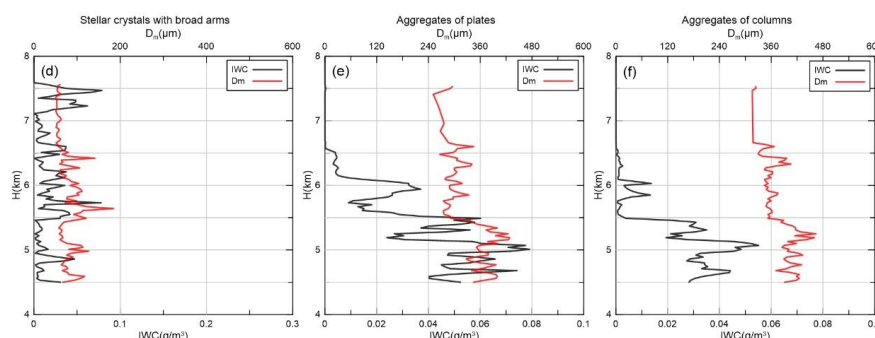 Stellar crystals with broad arms
Dm(μm)
0 200 400 600
8
7
6
5
4
H(km)
(d)
IWC
Dm
0 0.1 0.2 0.3
IWC(g/m³)
Aggregates of plates
Dm(μm)
0 120 240 360 480 600
8
7
6
5
4
H(km)
(e)
IWC
Dm
0 0.02 0.04 0.06 0.08 0.1
IWC(g/m³)
Aggregates of columns
Dm(μm)
0 120 240 360 480 600
8
7
6
5
4
H(km)
(f)
IWC
Dm
0 0.02 0.04 0.06 0.08
IWC(g/m³)